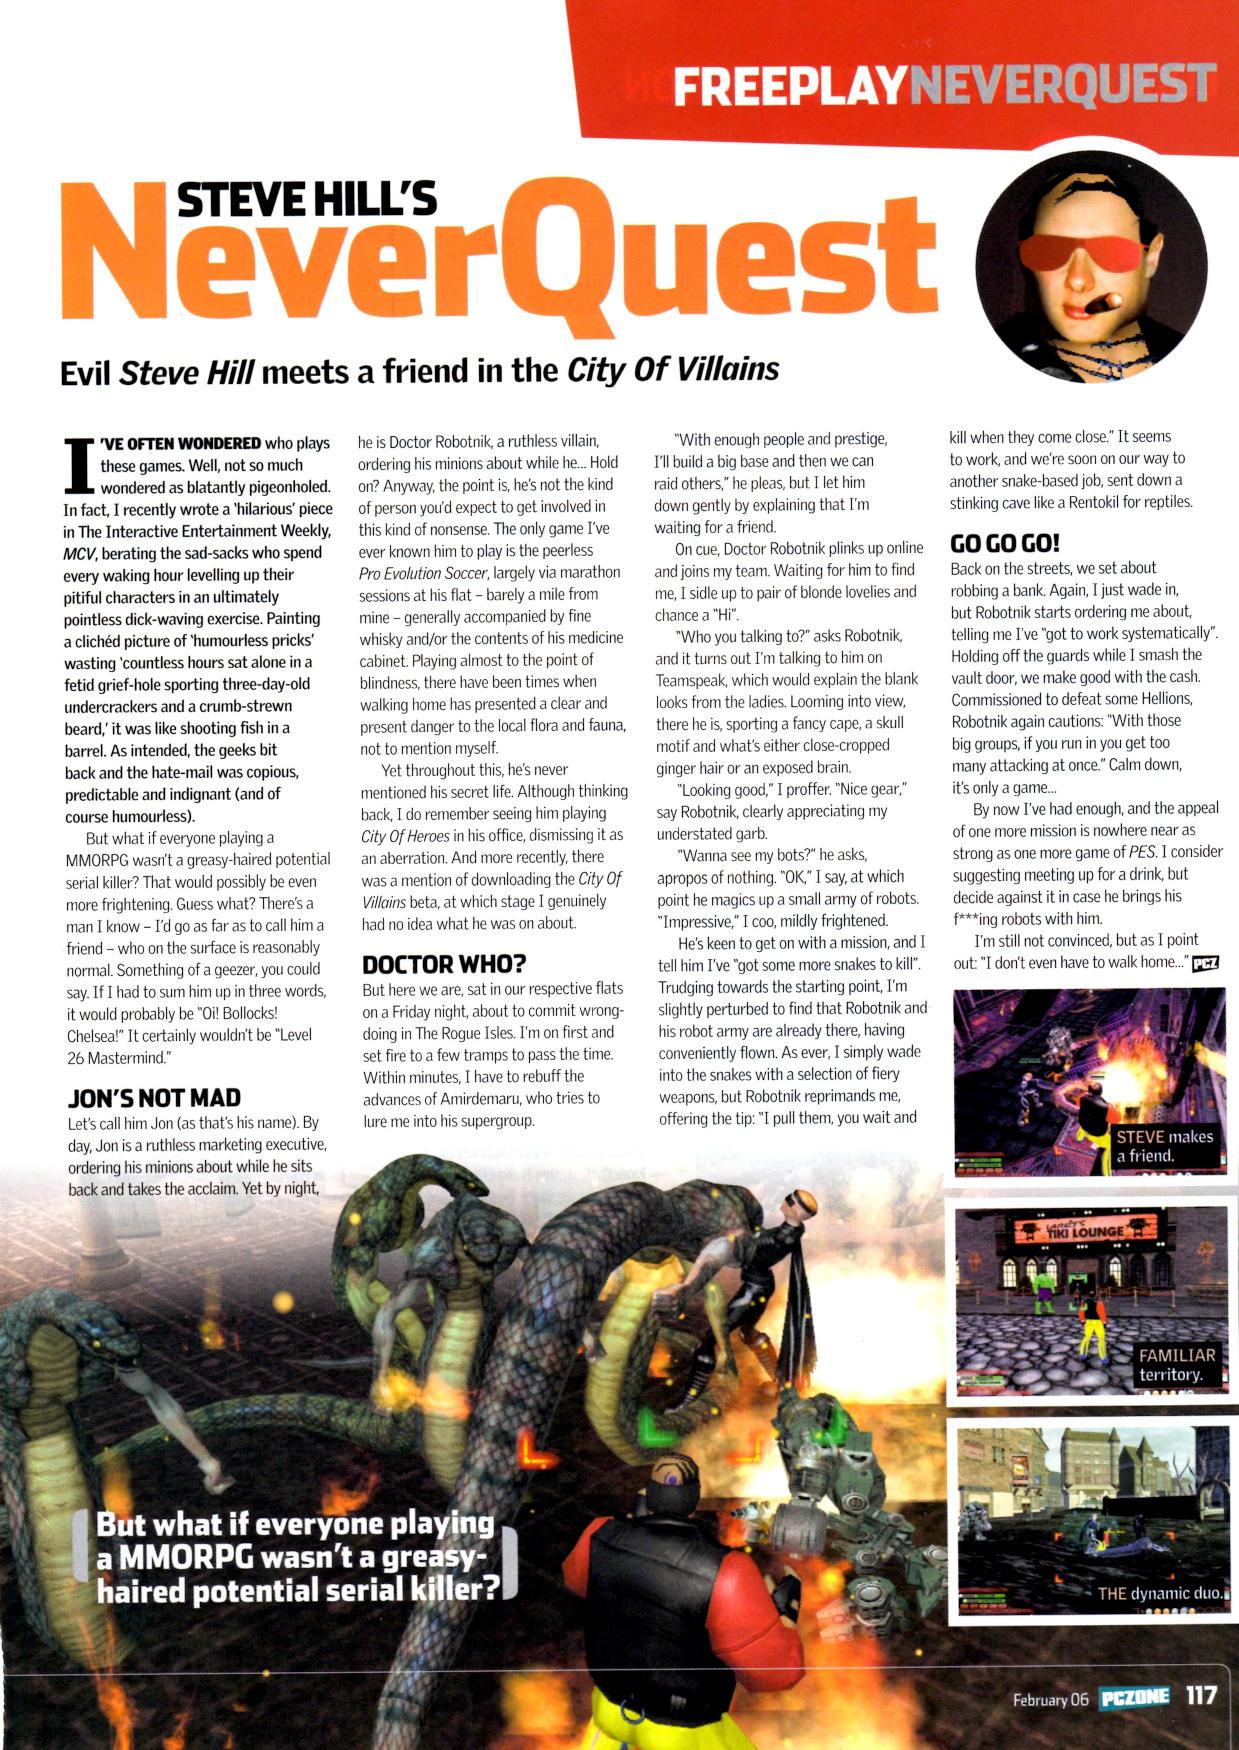 FREEPLAYNEVERQUEST
STEVE HILL'S
NeverQuest
Evil Steve Hill meets a friend in the City Of Villains
I'VE OFTEN WONDERED who plays
these games. Well, not so much
wondered as blatantly pigeonholed.
In fact, I recently wrote a 'hilarious' piece
in The Interactive Entertainment Weekly,
MCV, berating the sad-sacks who spend
every waking hour levelling up their
pitiful characters in an ultimately
pointless dick-waving exercise. Painting
a clichéd picture of 'humourless pricks'
wasting 'countless hours sat alone in a
fetid grief-hole sporting three-day-old
undercrackers and a crumb-strewn
beard,' it was like shooting fish in a
barrel. As intended, the geeks bit
back and the hate-mail was copious,
predictable and indignant (and of
course humourless).
But what if everyone playing a
MMORPG wasn't a greasy-haired potential
serial killer? That would possibly be even
more frightening. Guess what? There's a
man I know – I'd go as far as to call him a
friend – who on the surface is reasonably
normal. Something of a geezer, you could
say. If I had to sum him up in three words,
it would probably be "Oi! Bollocks!
Chelsea!" It certainly wouldn't be "Level
26 Mastermind."
JON'S NOT MAD
Let's call him Jon (as that's his name). By
day, Jon is a ruthless marketing executive,
ordering his minions about while he sits
back and takes the acclaim. Yet by night,
he is Doctor Robotnik, a ruthless villain,
ordering his minions about while he... Hold
on? Anyway, the point is, he's not the kind
of person you'd expect to get involved in
this kind of nonsense. The only game I've
ever known him to play is the peerless
Pro Evolution Soccer, largely via marathon
sessions at his flat – barely a mile from
mine – generally accompanied by fine
whisky and/or the contents of his medicine
cabinet. Playing almost to the point of
blindness, there have been times when
walking home has presented a clear and
present danger to the local flora and fauna,
not to mention myself.
Yet throughout this, he's never
mentioned his secret life. Although thinking
back, I do remember seeing him playing
City Of Heroes in his office, dismissing it as
an aberration. And more recently, there
was a mention of downloading the City Of
Villains beta, at which stage I genuinely
had no idea what he was on about.
DOCTOR WHO?
But here we are, sat in our respective flats
on a Friday night, about to commit wrong-
doing in The Rogue Isles. I'm on first and
set fire to a few tramps to pass the time.
Within minutes, I have to rebuff the
advances of Amirdemaru, who tries to
lure me into his supergroup.
"With enough people and prestige,
I'll build a big base and then we can
raid others," he pleas, but I let him
down gently by explaining that I'm
waiting for a friend.
On cue, Doctor Robotnik plinks up online
and joins my team. Waiting for him to find
me, I sidle up to pair of blonde lovelies and
chance a "Hi".
"Who you talking to?" asks Robotnik,
and it turns out I'm talking to him on
Teamspeak, which would explain the blank
looks from the ladies. Looming into view,
there he is, sporting a fancy cape, a skull
motif and what's either close-cropped
ginger hair or an exposed brain.
"Looking good," I proffer. "Nice gear,"
say Robotnik, clearly appreciating my
understated garb.
"Wanna see my bots?" he asks,
apropos of nothing. "OK," I say, at which
point he magics up a small army of robots.
"Impressive," I coo, mildly frightened.
He's keen to get on with a mission, and I
tell him I've "got some more snakes to kill".
Trudging towards the starting point, I'm
slightly perturbed to find that Robotnik and
his robot army are already there, having
conveniently flown. As ever, I simply wade
into the snakes with a selection of fiery
weapons, but Robotnik reprimands me,
offering the tip: "I pull them, you wait and
kill when they come close." It seems
to work, and we're soon on our way to
another snake-based job, sent down a
stinking cave like a Rentokil for reptiles.
GO GO GO!
Back on the streets, we set about
robbing a bank. Again, I just wade in,
but Robotnik starts ordering me about,
telling me I've "got to work systematically".
Holding off the guards while I smash the
vault door, we make good with the cash.
Commissioned to defeat some Hellions,
Robotnik again cautions: "With those
big groups, if you run in you get too
many attacking at once." Calm down,
it's only a game...
By now I've had enough, and the appeal
of one more mission is nowhere near as
strong as one more game of PES. I consider
suggesting meeting up for a drink, but
decide against it in case he brings his
f***ing robots with him.
I'm still not convinced, but as I point
out: "I don't even have to walk home..." PCZ
STEVE makes
a friend.
TIKI LOUNGE
FAMILIAR
territory.
THE dynamic duo.
But what if everyone playing
a MMORPG wasn't a greasy-
haired potential serial killer?
February 06 PCZONE 117